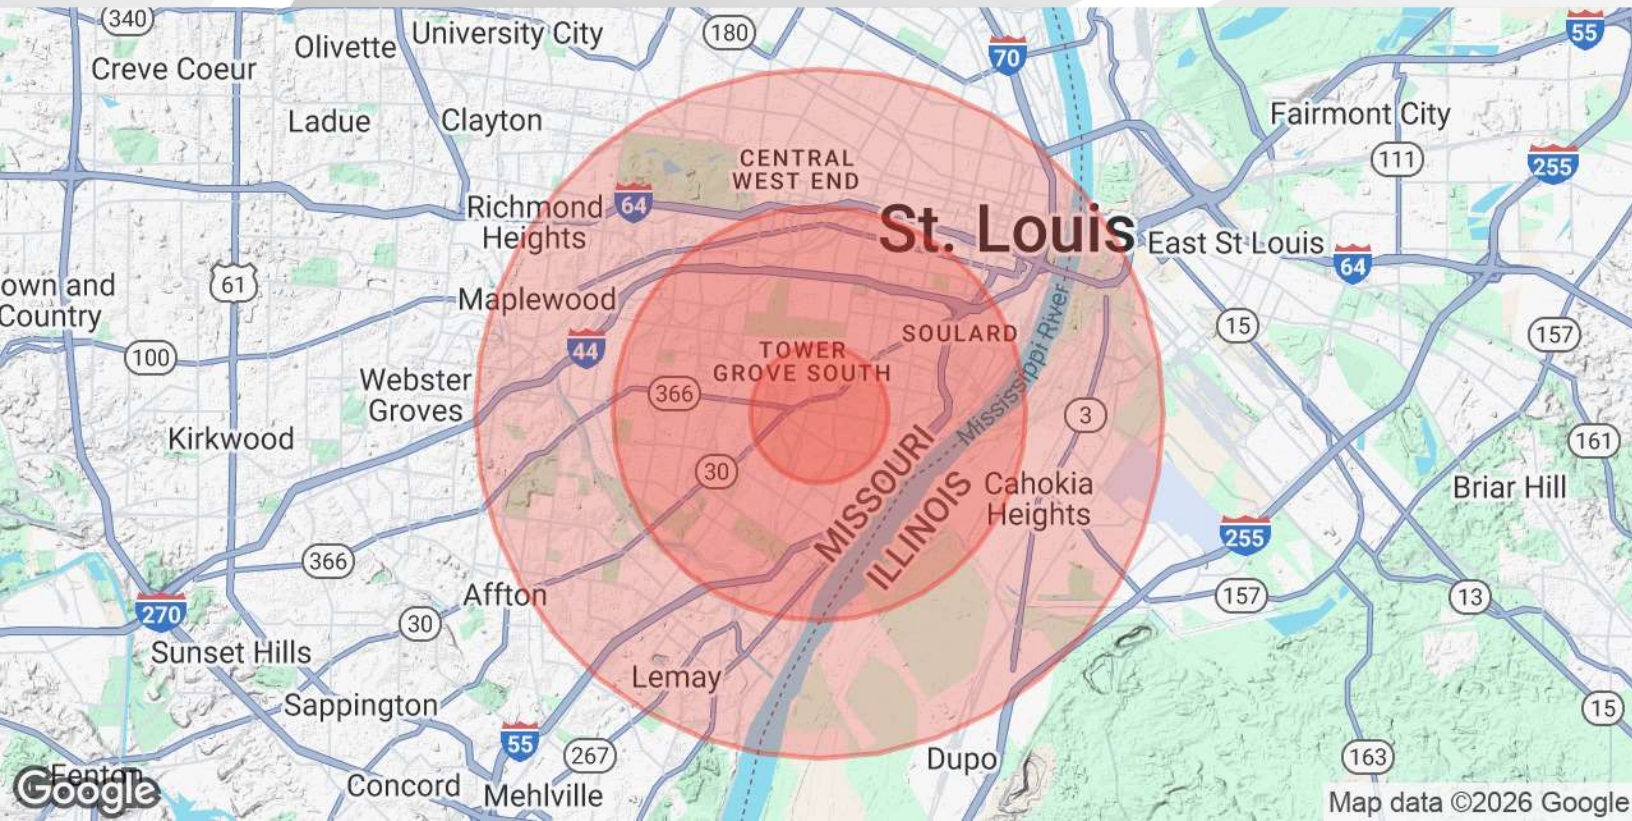 340
Olivette
University City
180
70
55
Creve Coeur
Ladue
Clayton
Fairmont City
111
255
CENTRAL
WEST END
64
Richmond
Heights
St. Louis
East St Louis
64
61
own and
Country
Maplewood
15
157
100
44
SOULARD
TOWER
GROVE SOUTH
Mississippi River
Webster
Groves
366
3
Kirkwood
161
30
MISSOURI
ILLINOIS
Cahokia
Heights
Briar Hill
255
366
Affton
157
13
270
30
Sunset Hills
Lemay
Sappington
15
55
267
Dupo
163
Fenton
Google
Concord
Mehlville
Map data ©2026 Google